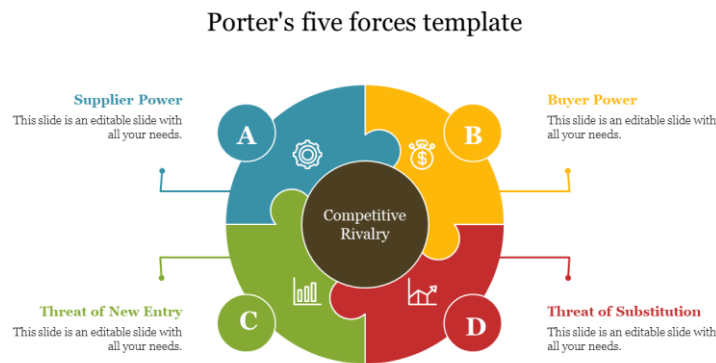 Porter's five forces template
Supplier Power
This slide is an editable slide with
all your needs.
A
B
Buyer Power
This slide is an editable slide with
all your needs.
$
Competitive
Rivalry
Threat of New Entry
This slide is an editable slide with
all your needs.
C
D
Threat of Substitution
This slide is an editable slide with
all your needs.